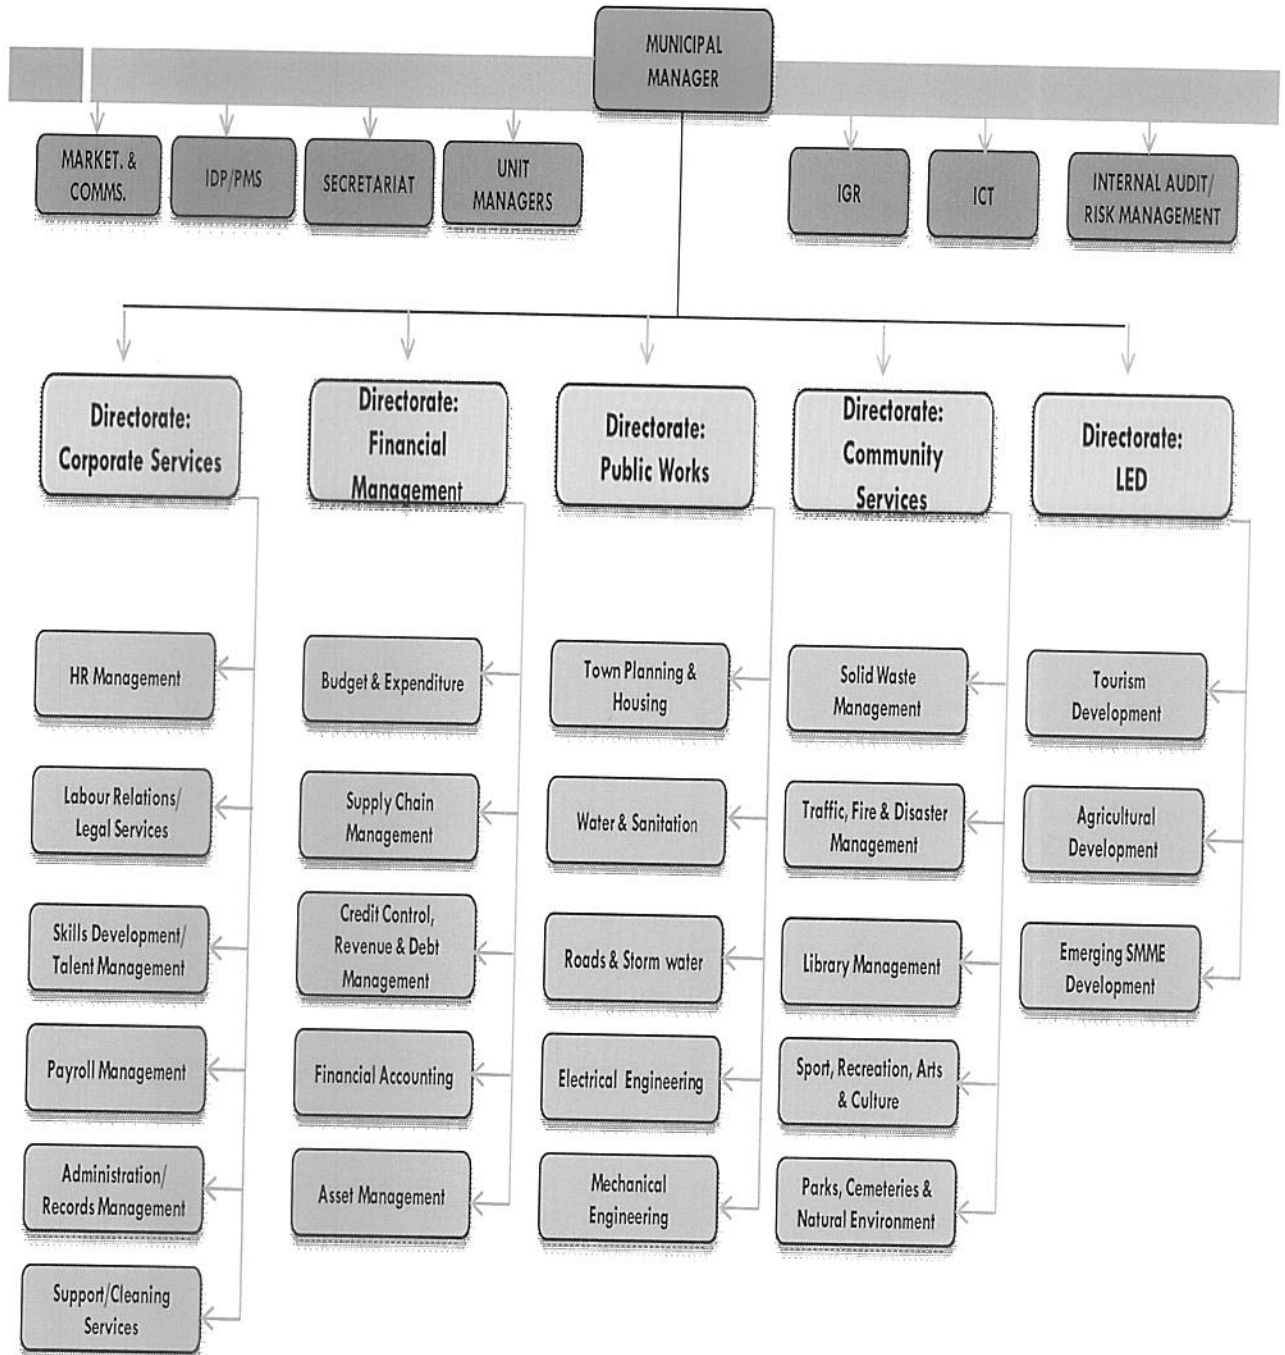 MUNICIPAL
MANAGER
MARKET. &
COMMS.
IDP/PMS
SECRETARIAT
UNIT
MANAGERS
IGR
ICT
INTERNAL AUDIT/
RISK MANAGEMENT
Directorate:
Corporate Services
Directorate:
Financial
Management
Directorate:
Public Works
Directorate:
Community
Services
Directorate:
LED
HR Management
Labour Relations/
Legal Services
Skills Development/
Talent Management
Payroll Management
Administration/
Records Management
Support/Cleaning
Services
Budget & Expenditure
Supply Chain
Management
Credit Control,
Revenue & Debt
Management
Financial Accounting
Asset Management
Town Planning &
Housing
Water & Sanitation
Roads & Storm water
Electrical Engineering
Mechanical
Engineering
Solid Waste
Management
Traffic, Fire & Disaster
Management
Library Management
Sport, Recreation, Arts
& Culture
Parks, Cemeteries &
Natural Environment
Tourism
Development
Agricultural
Development
Emerging SMME
Development